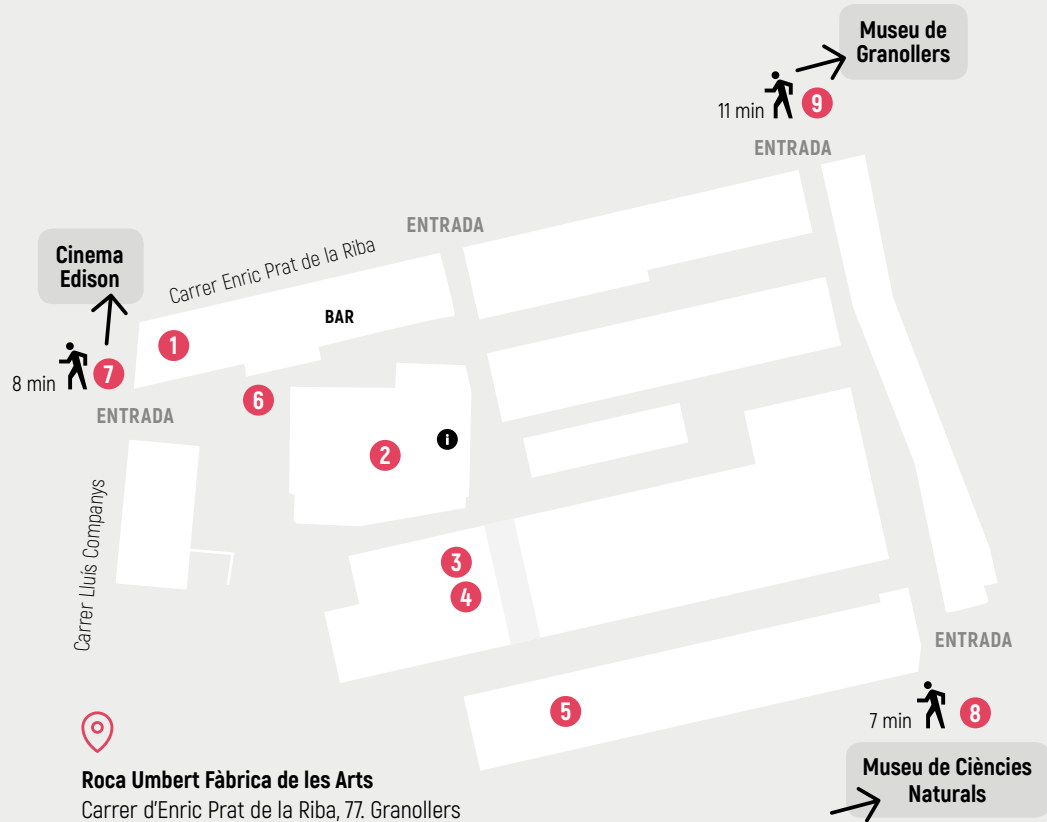 Museu de
Granollers
11 min
9
ENTRADA
ENTRADA
Cinema
Edison
Carrer Enric Prat de la Riba
BAR
1
8 min
7
6
ENTRADA
2
i
Carrer Lluís Companys
3
4
ENTRADA
5
7 min
8
Museu de Ciències
Naturals
Roca Umbert Fàbrica de les Arts
Carrer d'Enric Prat de la Riba, 77. Granollers